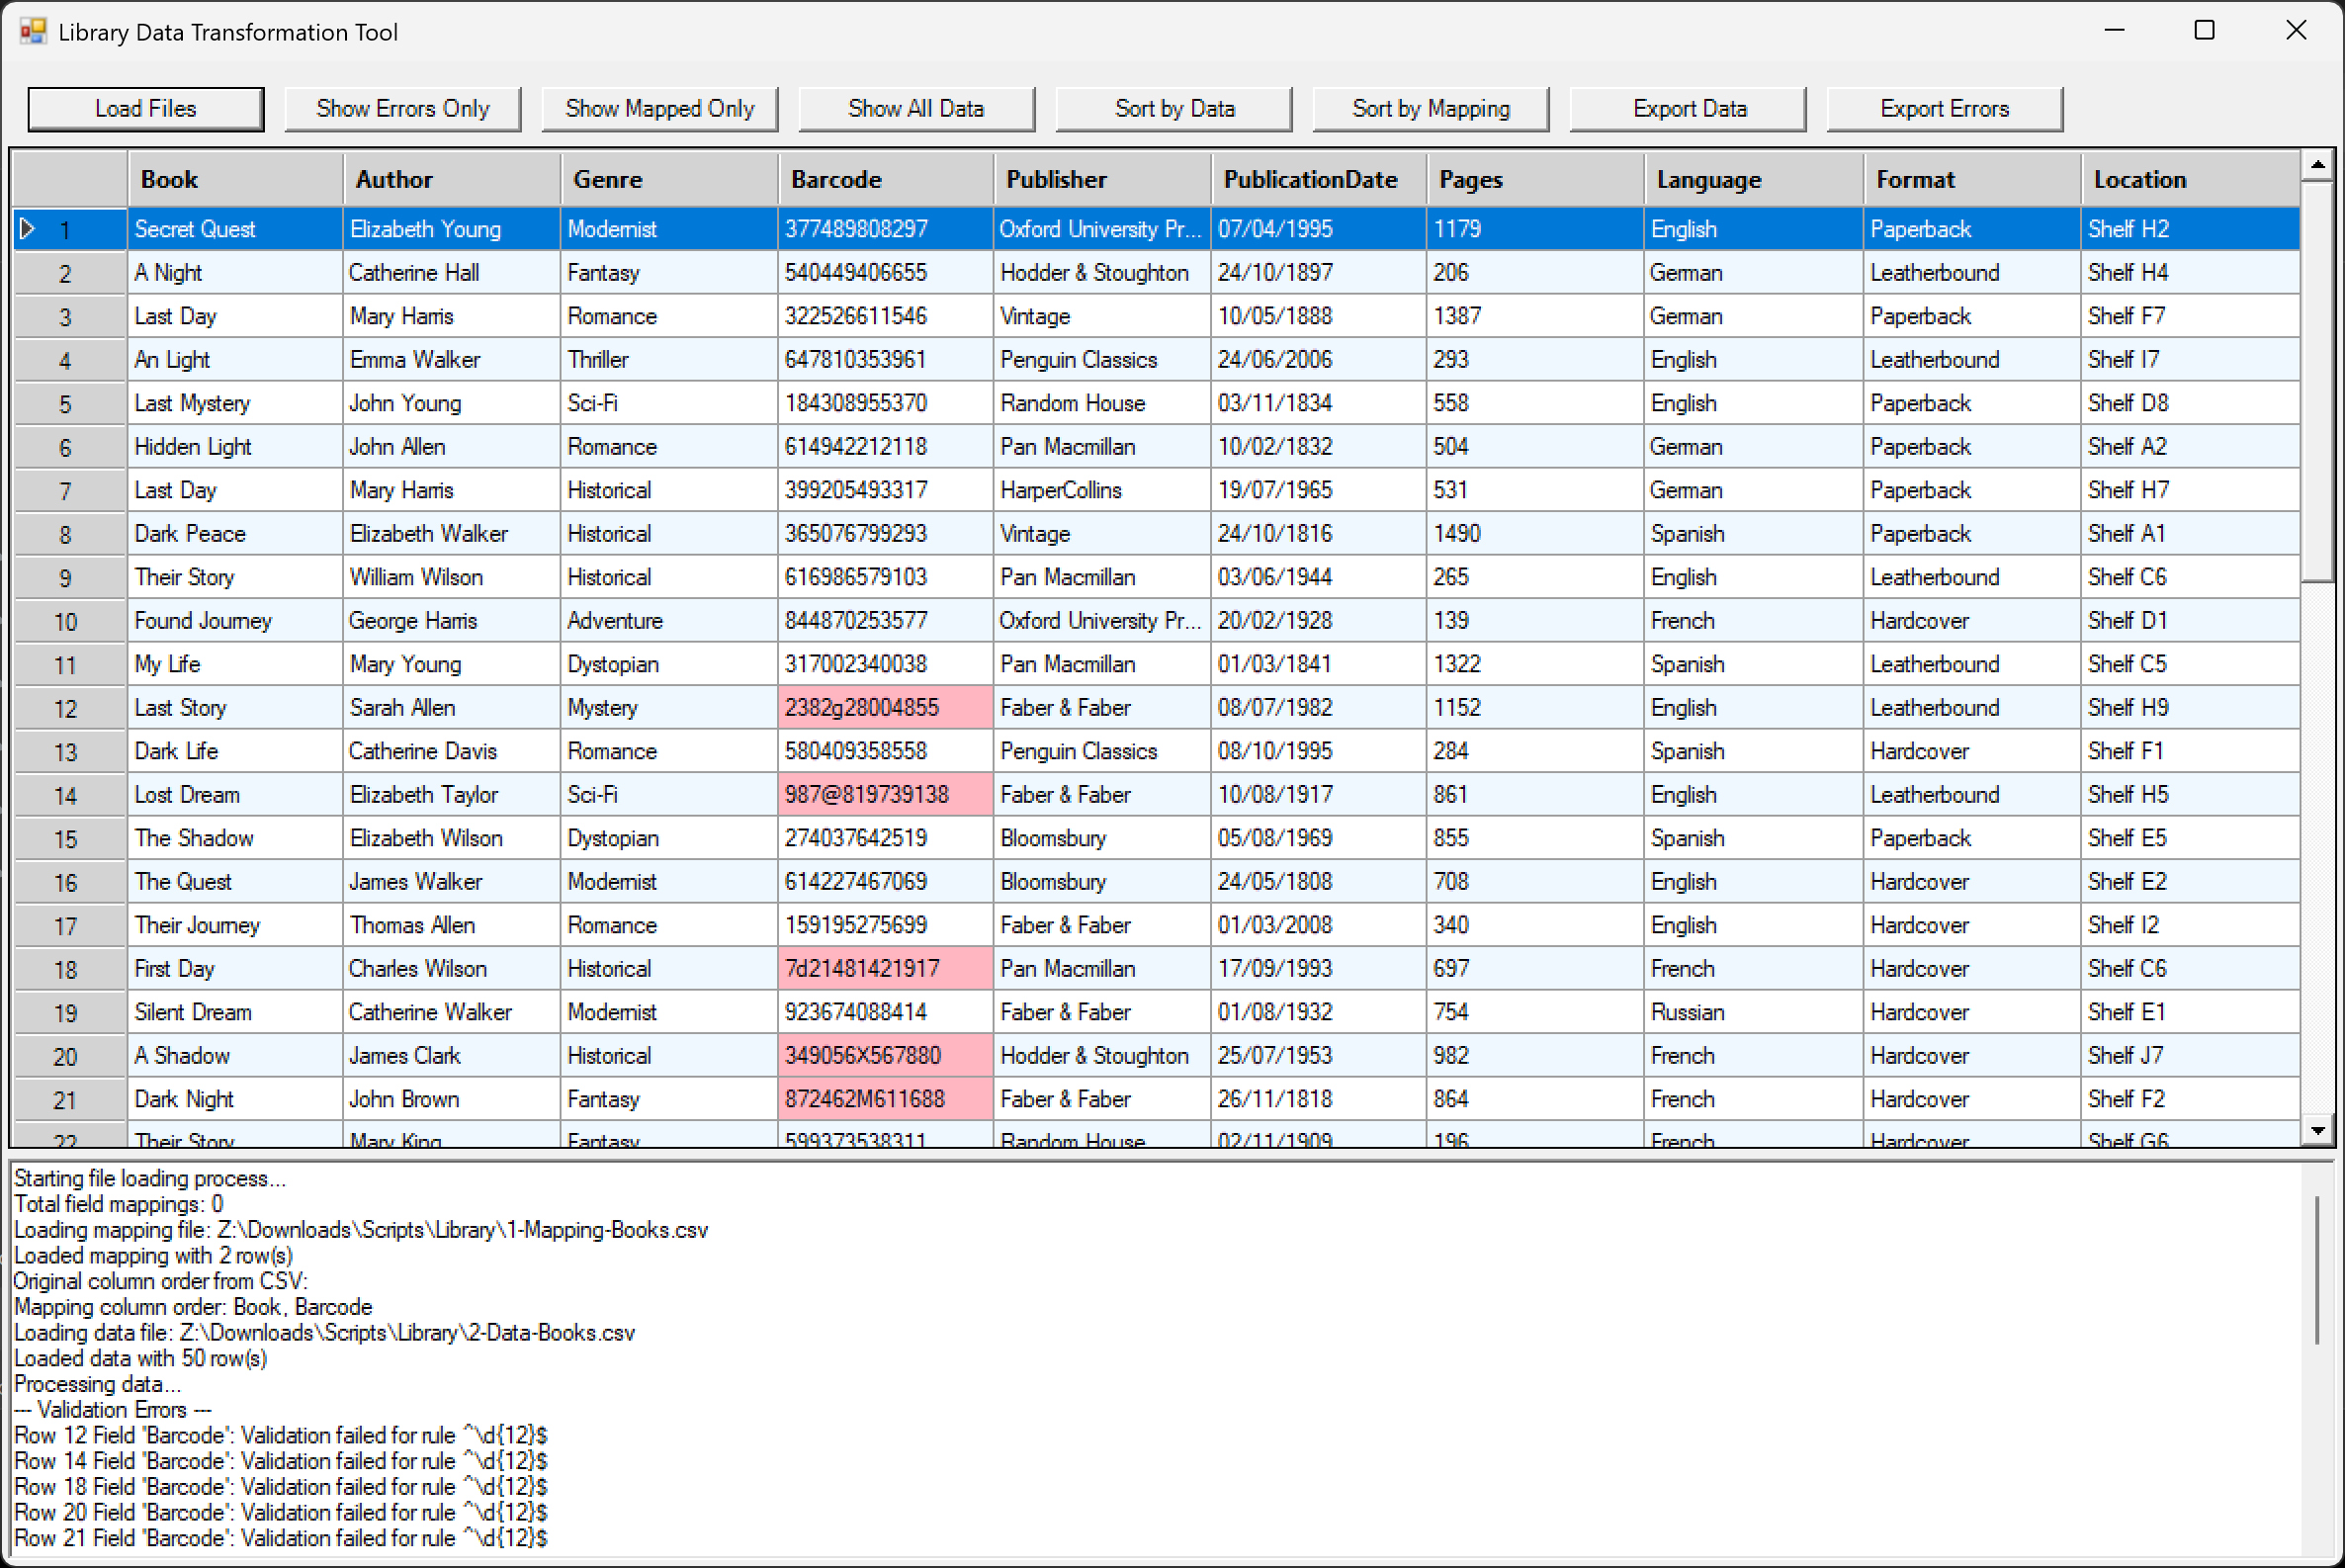 Library Data Transformation Tool
Load Files Show Errors Only Show Mapped Only Show All Data Sort by Data Sort by Mapping Export Data Export Errors
Book Author Genre Barcode Publisher PublicationDate Pages Language Format Location
1 Secret Quest Elizabeth Young Modernist 377489808297 Oxford University Pr... 07/04/1995 1179 English Paperback Shelf H2
2 A Night Catherine Hall Fantasy 540449406655 Hodder & Stoughton 24/10/1897 206 German Leatherbound Shelf H4
3 Last Day Mary Harris Romance 322526611546 Vintage 10/05/1888 1387 German Paperback Shelf F7
4 An Light Emma Walker Thriller 647810353961 Penguin Classics 24/06/2006 293 English Leatherbound Shelf I7
5 Last Mystery John Young Sci-Fi 184308955370 Random House 03/11/1834 558 English Paperback Shelf D8
6 Hidden Light John Allen Romance 614942212118 Pan Macmillan 10/02/1832 504 German Paperback Shelf A2
7 Last Day Mary Harris Historical 399205493317 HarperCollins 19/07/1965 531 German Paperback Shelf H7
8 Dark Peace Elizabeth Walker Historical 365076799293 Vintage 24/10/1816 1490 Spanish Paperback Shelf A1
9 Their Story William Wilson Historical 616986579103 Pan Macmillan 03/06/1944 265 English Leatherbound Shelf C6
10 Found Journey George Harris Adventure 844870253577 Oxford University Pr... 20/02/1928 139 French Hardcover Shelf D1
11 My Life Mary Young Dystopian 317002340038 Pan Macmillan 01/03/1841 1322 Spanish Leatherbound Shelf C5
12 Last Story Sarah Allen Mystery 2382g28004855 Faber & Faber 08/07/1982 1152 English Leatherbound Shelf H9
13 Dark Life Catherine Davis Romance 580409358558 Penguin Classics 08/10/1995 284 Spanish Hardcover Shelf F1
14 Lost Dream Elizabeth Taylor Sci-Fi 987@819739138 Faber & Faber 10/08/1917 861 English Leatherbound Shelf H5
15 The Shadow Elizabeth Wilson Dystopian 274037642519 Bloomsbury 05/08/1969 855 Spanish Paperback Shelf E5
16 The Quest James Walker Modernist 614227467069 Bloomsbury 24/05/1808 708 English Hardcover Shelf E2
17 Their Journey Thomas Allen Romance 159195275699 Faber & Faber 01/03/2008 340 English Hardcover Shelf I2
18 First Day Charles Wilson Historical 7d21481421917 Pan Macmillan 17/09/1993 697 French Hardcover Shelf C6
19 Silent Dream Catherine Walker Modernist 923674088414 Faber & Faber 01/08/1932 754 Russian Hardcover Shelf E1
20 A Shadow James Clark Historical 349056X567880 Hodder & Stoughton 25/07/1953 982 French Hardcover Shelf J7
21 Dark Night John Brown Fantasy 872462M611688 Faber & Faber 26/11/1818 864 French Hardcover Shelf F2
22 Their Story Mary King Fantasy 599373538311 Random House 02/11/1909 196 French Hardcover Shelf G6
Starting file loading process...
Total field mappings: 0
Loading mapping file: Z:\Downloads\Scripts\Library\1-Mapping-Books.csv
Loaded mapping with 2 row(s)
Original column order from CSV:
Mapping column order: Book, Barcode
Loading data file: Z:\Downloads\Scripts\Library\2-Data-Books.csv
Loaded data with 50 row(s)
Processing data...
--- Validation Errors ---
Row 12 Field 'Barcode': Validation failed for rule ^\d{12}$
Row 14 Field 'Barcode': Validation failed for rule ^\d{12}$
Row 18 Field 'Barcode': Validation failed for rule ^\d{12}$
Row 20 Field 'Barcode': Validation failed for rule ^\d{12}$
Row 21 Field 'Barcode': Validation failed for rule ^\d{12}$